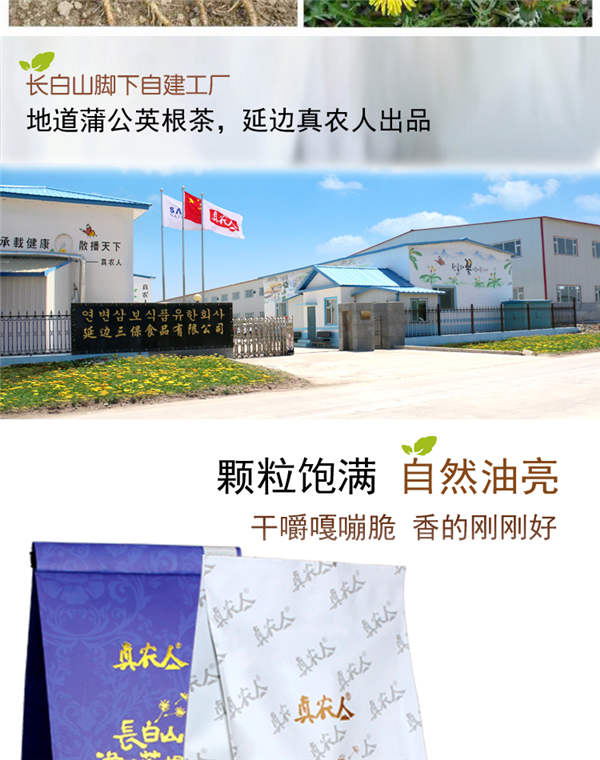 长白山脚下自建工厂
地道蒲公英根茶，延边真农人出品
承载健康
散播天下
——真农人
真农人
연변삼보식품유한회사
延边三保食品有限公司
颗粒饱满 自然油亮
干嚼嘎嘣脆 香的刚刚好
真农人
長白山
真农人